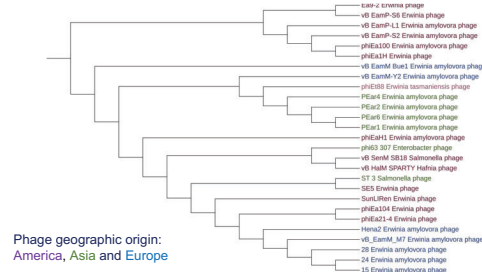 Ea9-2 Erwinia phage
vB EamP-S6 Erwinia phage
vB EamP-L1 Erwinia amylovora phage
vB EamP-S2 Erwinia amylovora phage
phiEa100 Erwinia amylovora phage
phiEa1H Erwinia amylovora phage
vB EamM Bue1 Erwinia amylovora phage
vB EamM-Y2 Erwinia amylovora phage
phiEt88 Erwinia tasmaniensis phage
PEar4 Erwinia amylovora phage
PEar2 Erwinia amylovora phage
PEar6 Erwinia amylovora phage
PEar1 Erwinia amylovora phage
phiEaH1 Erwinia amylovora phage
phi63 307 Enterobacter phage
vB SenM SB18 Salmonella phage
vB HalM SPARTY Hafnia phage
ST 3 Salmonella phage
SE5 Erwinia phage
SunLIRen Erwinia phage
phiEa104 Erwinia phage
phiEa21-4 Erwinia phage
Hena2 Erwinia amylovora phage
vB_EamM_M7 Erwinia amylovora phage
28 Erwinia amylovora phage
24 Erwinia amylovora phage
15 Erwinia amylovora phage
Phage geographic origin:
America, Asia and Europe